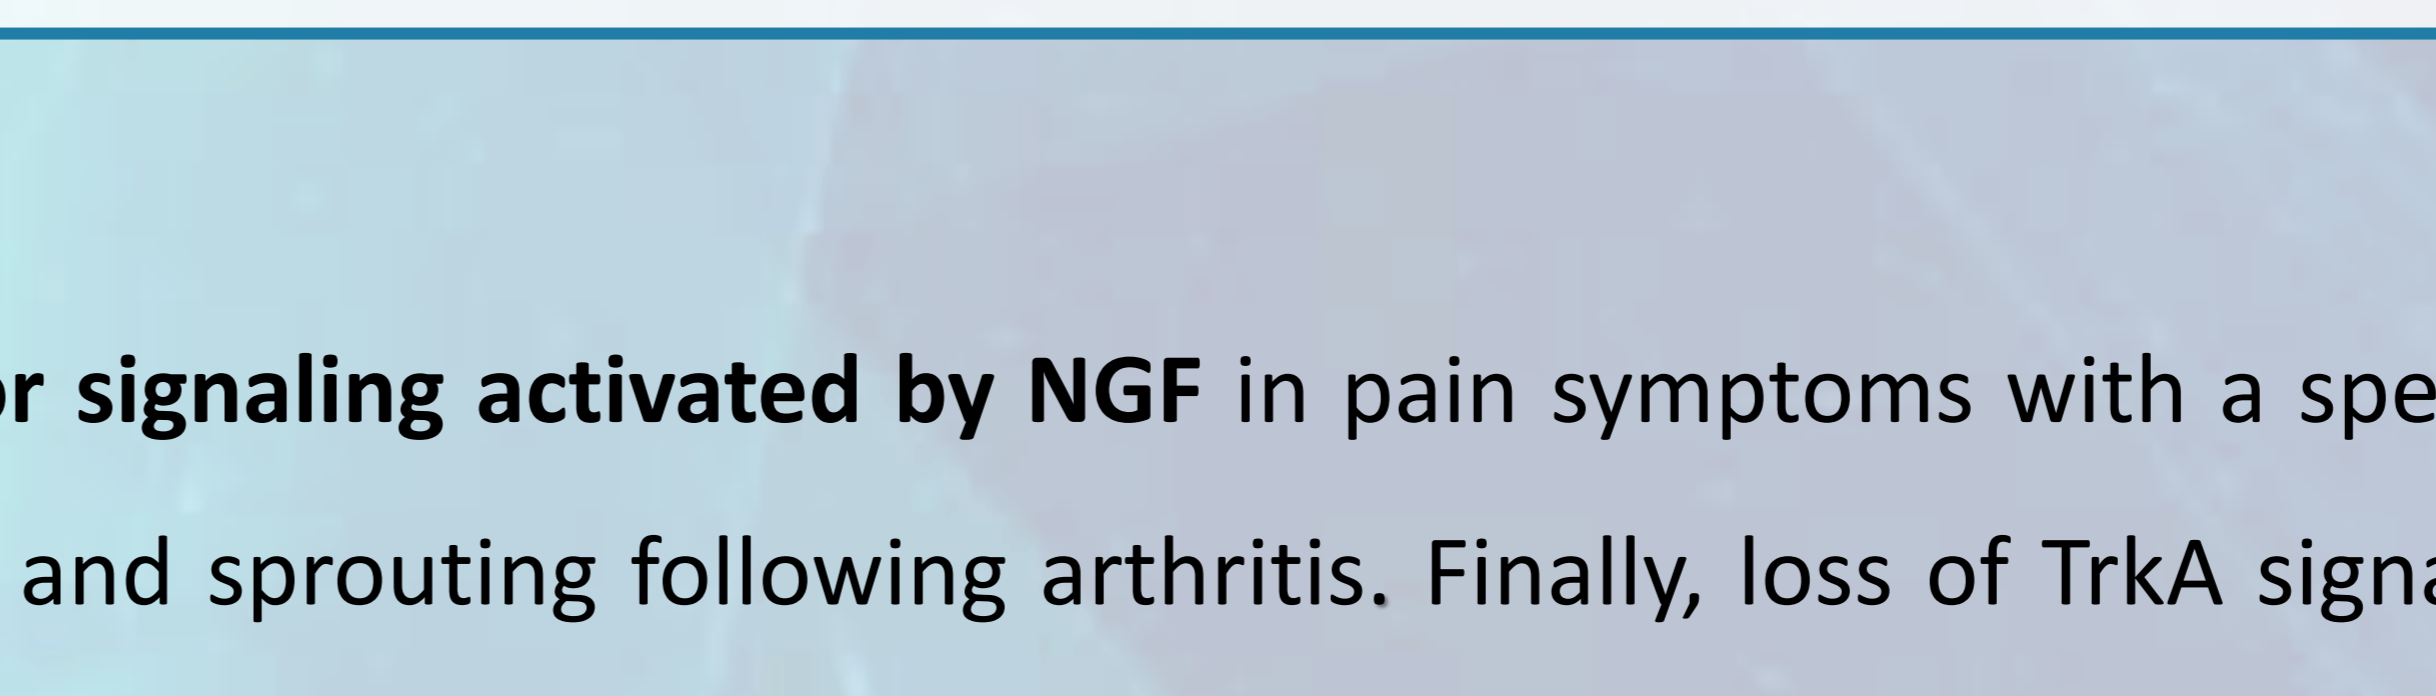 or signaling activated by NGF in pain symptoms with a spe
and sprouting following arthritis. Finally, loss of TrkA signa